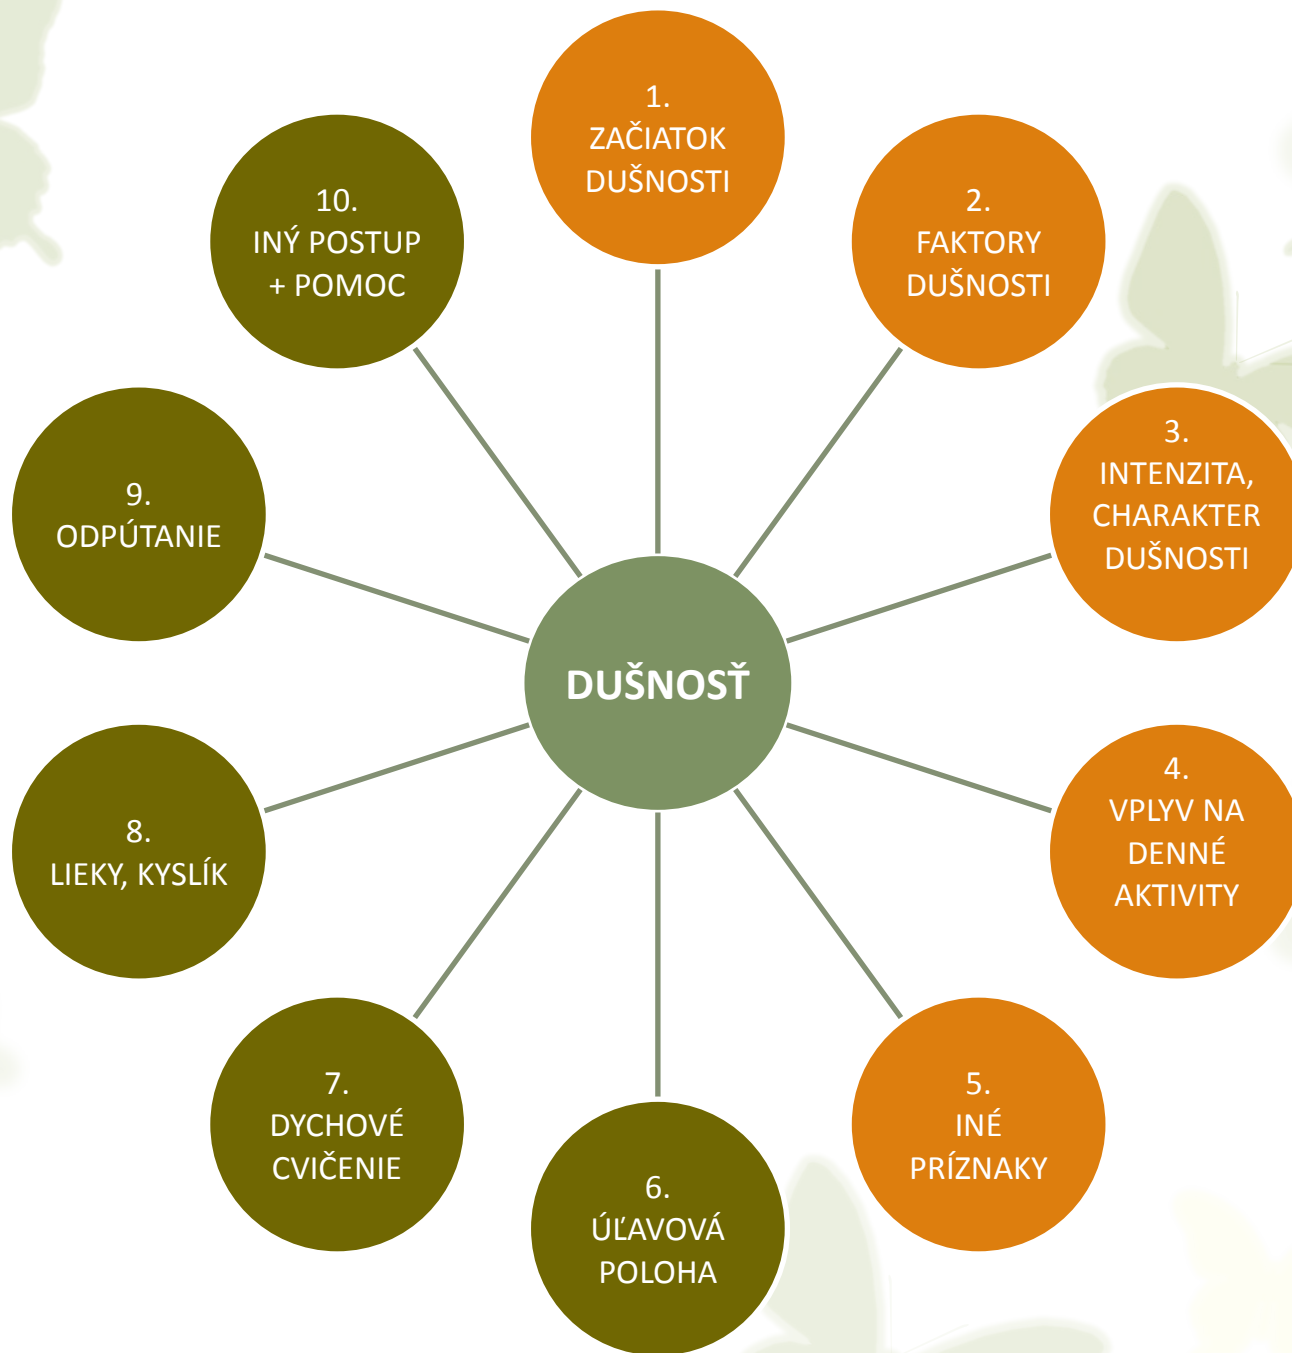 1.
ZAČIATOK
DUŠNOSTI
2.
FAKTORY
DUŠNOSTI
3.
INTENZITA,
CHARAKTER
DUŠNOSTI
4.
VPLYV NA
DENNÉ
AKTIVITY
5.
INÉ
PRÍZNAKY
6.
ÚĽAVOVÁ
POLOHA
7.
DYCHOVÉ
CVIČENIE
8.
LIEKY, KYSLÍK
9.
ODPÚTANIE
10.
INÝ POSTUP
+ POMOC
DUŠNOSŤ